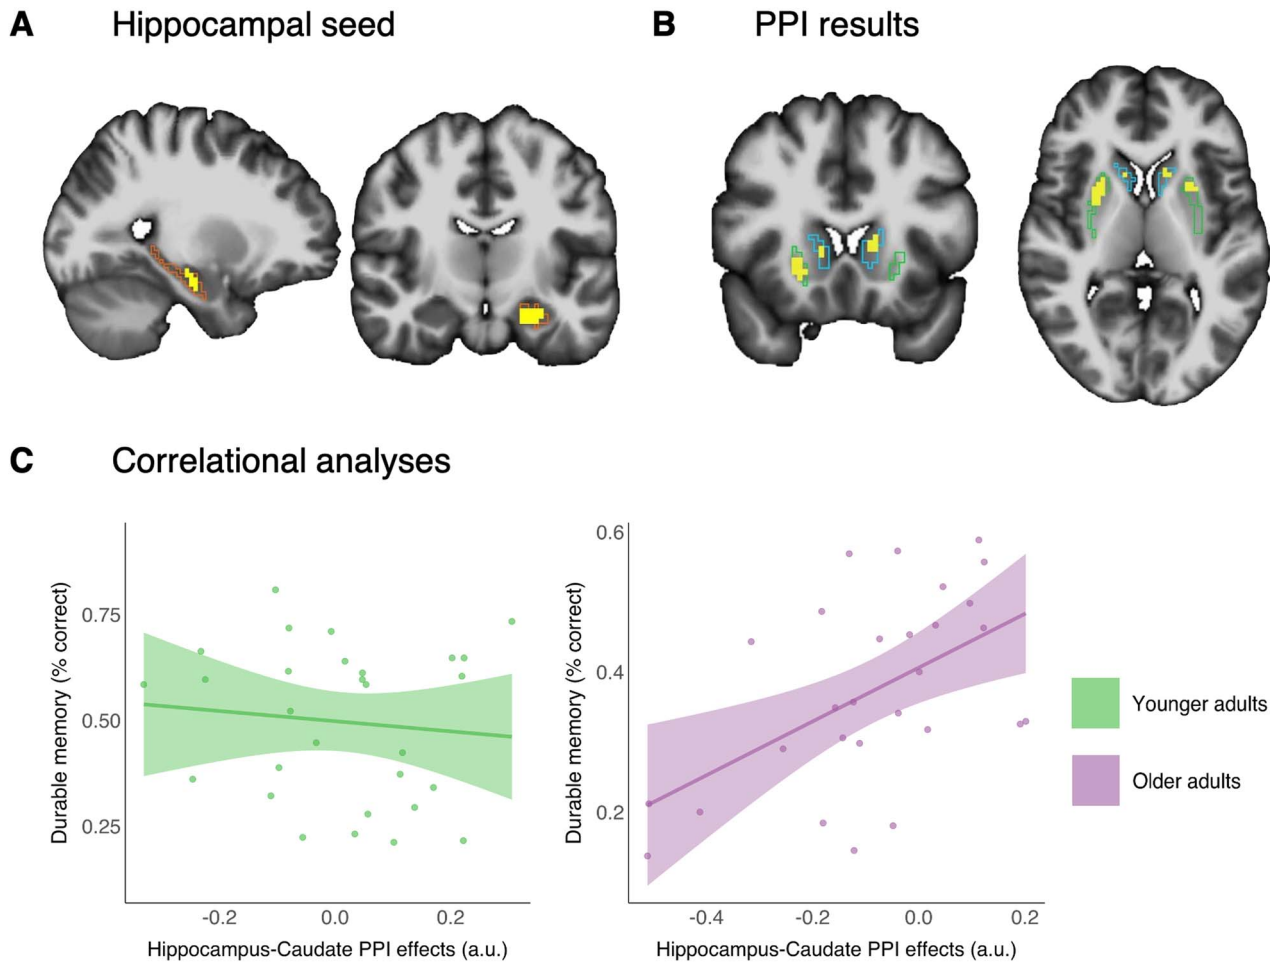 A Hippocampal seed
B PPI results
C Correlational analyses
Durable memory (% correct)
0.75
0.50
0.25
-0.2 0.0 0.2
Hippocampus-Caudate PPI effects (a.u.)
Durable memory (% correct)
0.6
0.4
0.2
-0.4 -0.2 0.0 0.2
Hippocampus-Caudate PPI effects (a.u.)
Younger adults
Older adults